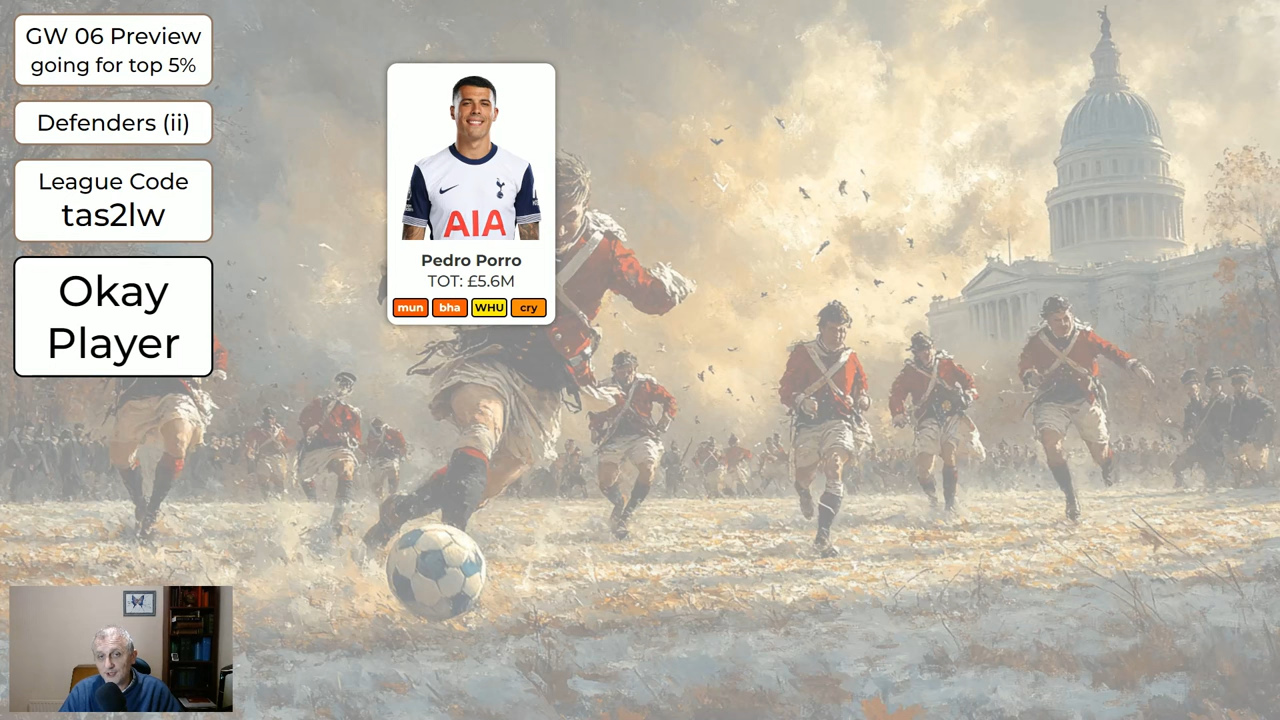 GW 06 Preview
going for top 5%
Defenders (ii)
League Code
tas2lw
Okay
Player
AIA
Pedro Porro
TOT: £5.6M
mun bha WHU cry